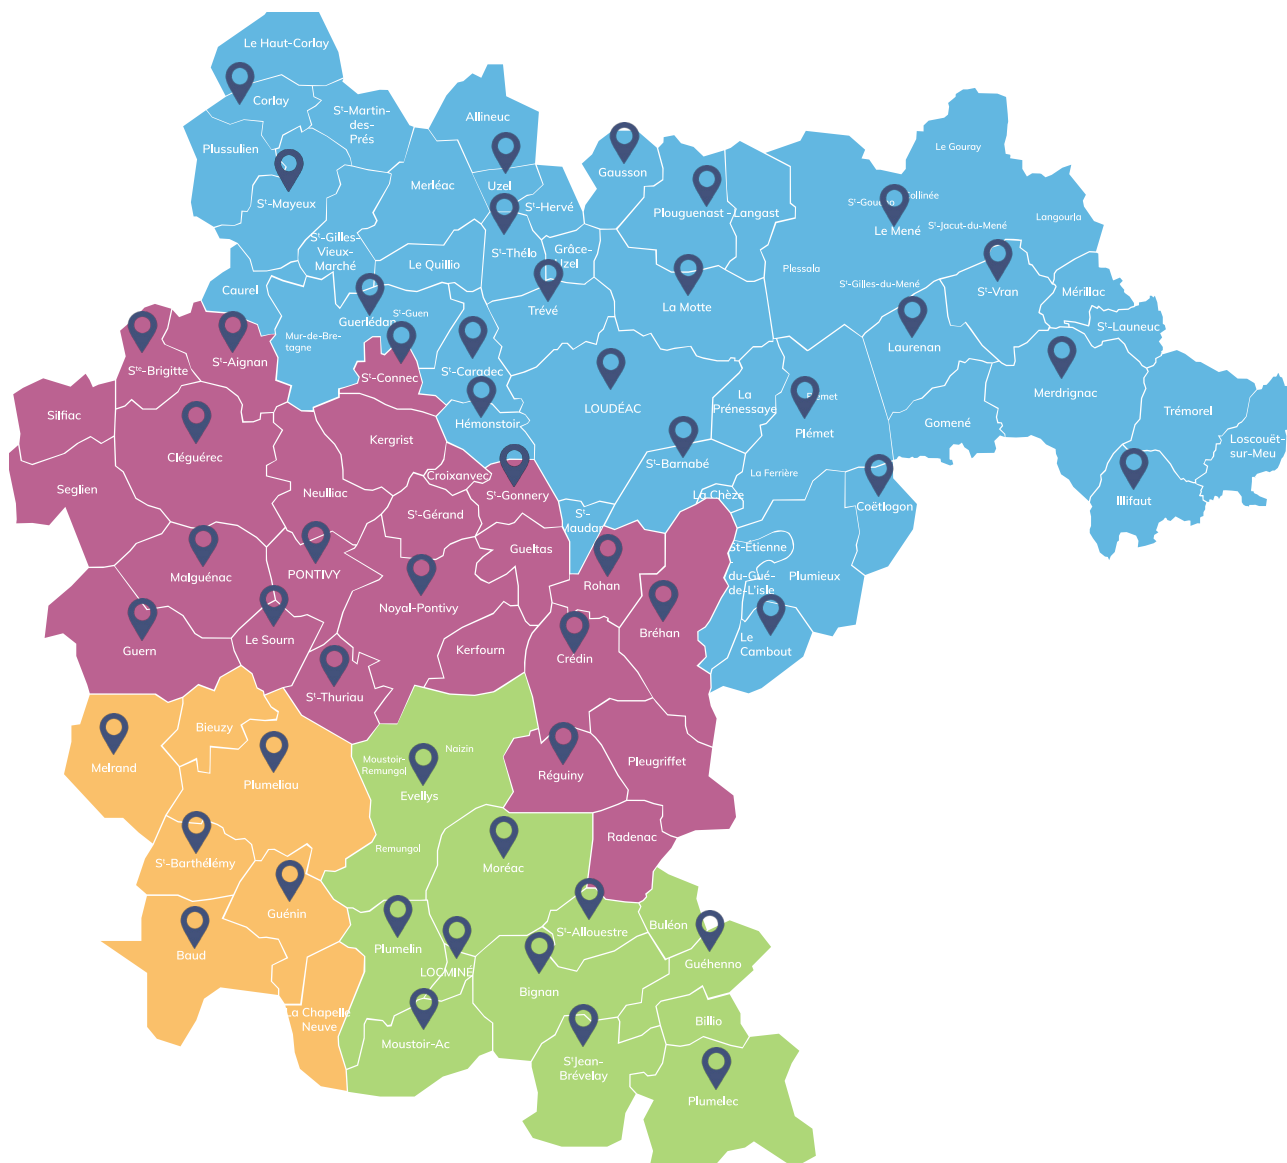 Le Haut-Corlay
Corlay
Sᵗ-Martin-
des-
Prés
Allineuc
Plussulien
Gausson
Le Gouray
Merléac
Uzel
Sᵗ-Mayeux
Sᵗ-Hervé
Plouguenast - Langast
Collinée
Sᵗ-Goueno
Le Mené
Sᵗ-Jacut-du-Mené
Langourla
Sᵗ-Gilles-
Vieux-
Marché
Le Quillio
Sᵗ-Thélo
Grâce-
Uzel
Plessala
Sᵗ-Gilles-du-Mené
Sᵗ-Vran
Mérillac
Caurel
Guerlédan
Sᵗ-Guen
Trévé
La Motte
Sᵗ-Launeuc
Mur-de-Bre-
tagne
Laurenan
Sᵗᵉ-Brigitte
Sᵗ-Aignan
Sᵗ-Connec
Sᵗ-Caradec
LOUDÉAC
La
Prénessaye
Plémet
Plémet
Merdrignac
Trémorel
Silfiac
Kergrist
Hémonstoir
Gomené
Loscouët-
sur-Meu
Cléguérec
Croixanvec
Sᵗ-Barnabé
La Ferrière
Seglien
Neulliac
Sᵗ-Gonnery
La Chèze
Coëtlogon
Illifaut
Sᵗ-Gérand
Sᵗ-
Maudan
Malguénac
PONTIVY
Gueltas
Rohan
St-Étienne
du-Gué-
de-L'isle
Plumieux
Noyal-Pontivy
Guern
Le Sourn
Kerfourn
Crédin
Bréhan
Le
Cambout
Sᵗ-Thuriau
Bieuzy
Melrand
Plumeliau
Moustoir-
Remungol
Naizin
Evellys
Réguiny
Pleugriffet
Sᵗ-Barthélémy
Remungol
Moréac
Radenac
Guénin
Baud
Plumelin
LOCMINÉ
Sᵗ-Allouestre
Buléon
Guéhenno
Bignan
La Chapelle
Neuve
Moustoir-Ac
Billio
SᵗJean-
Brévelay
Plumelec